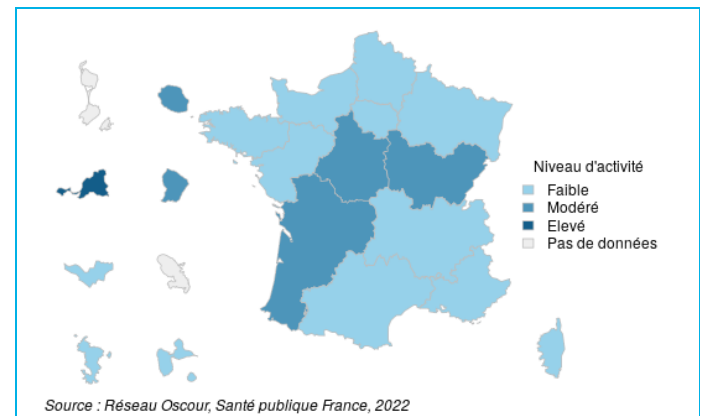 Niveau d'activité
Faible
Modéré
Elevé
Pas de données
Source : Réseau Oscour, Santé publique France, 2022